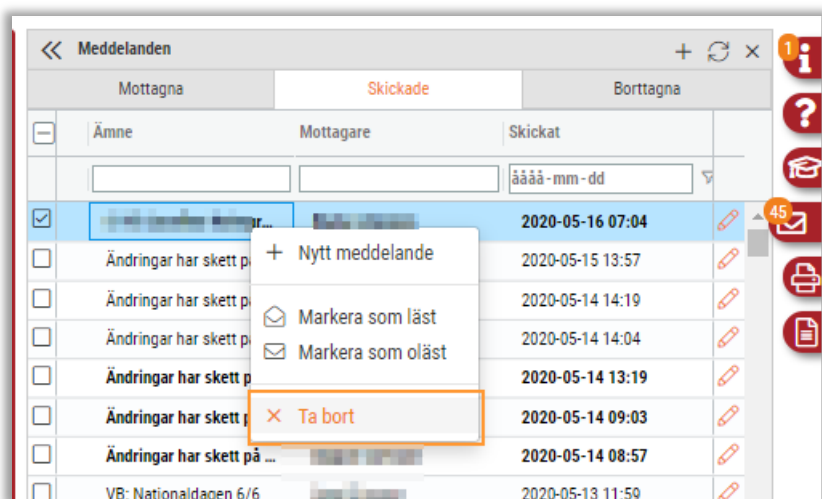 Meddelanden
1
Mottagna Skickade Borttagna
Ämne Mottagare Skickat
åååå-mm-dd
45
2020-05-16 07:04
Nytt meddelande
Ändringar har skett på 2020-05-15 13:57
Ändringar har skett 2020-05-14 14:19
Markera som läst
Ändringar har skett 2020-05-14 14:04
Markera som oläst
Ändringar har skett 2020-05-14 13:19
Ändringar har skett 2020-05-14 09:03
Ta bort
Ändringar har skett på ... 2020-05-14 08:57
VB: Nationaldagen 6/6 2020-05-13 11:59